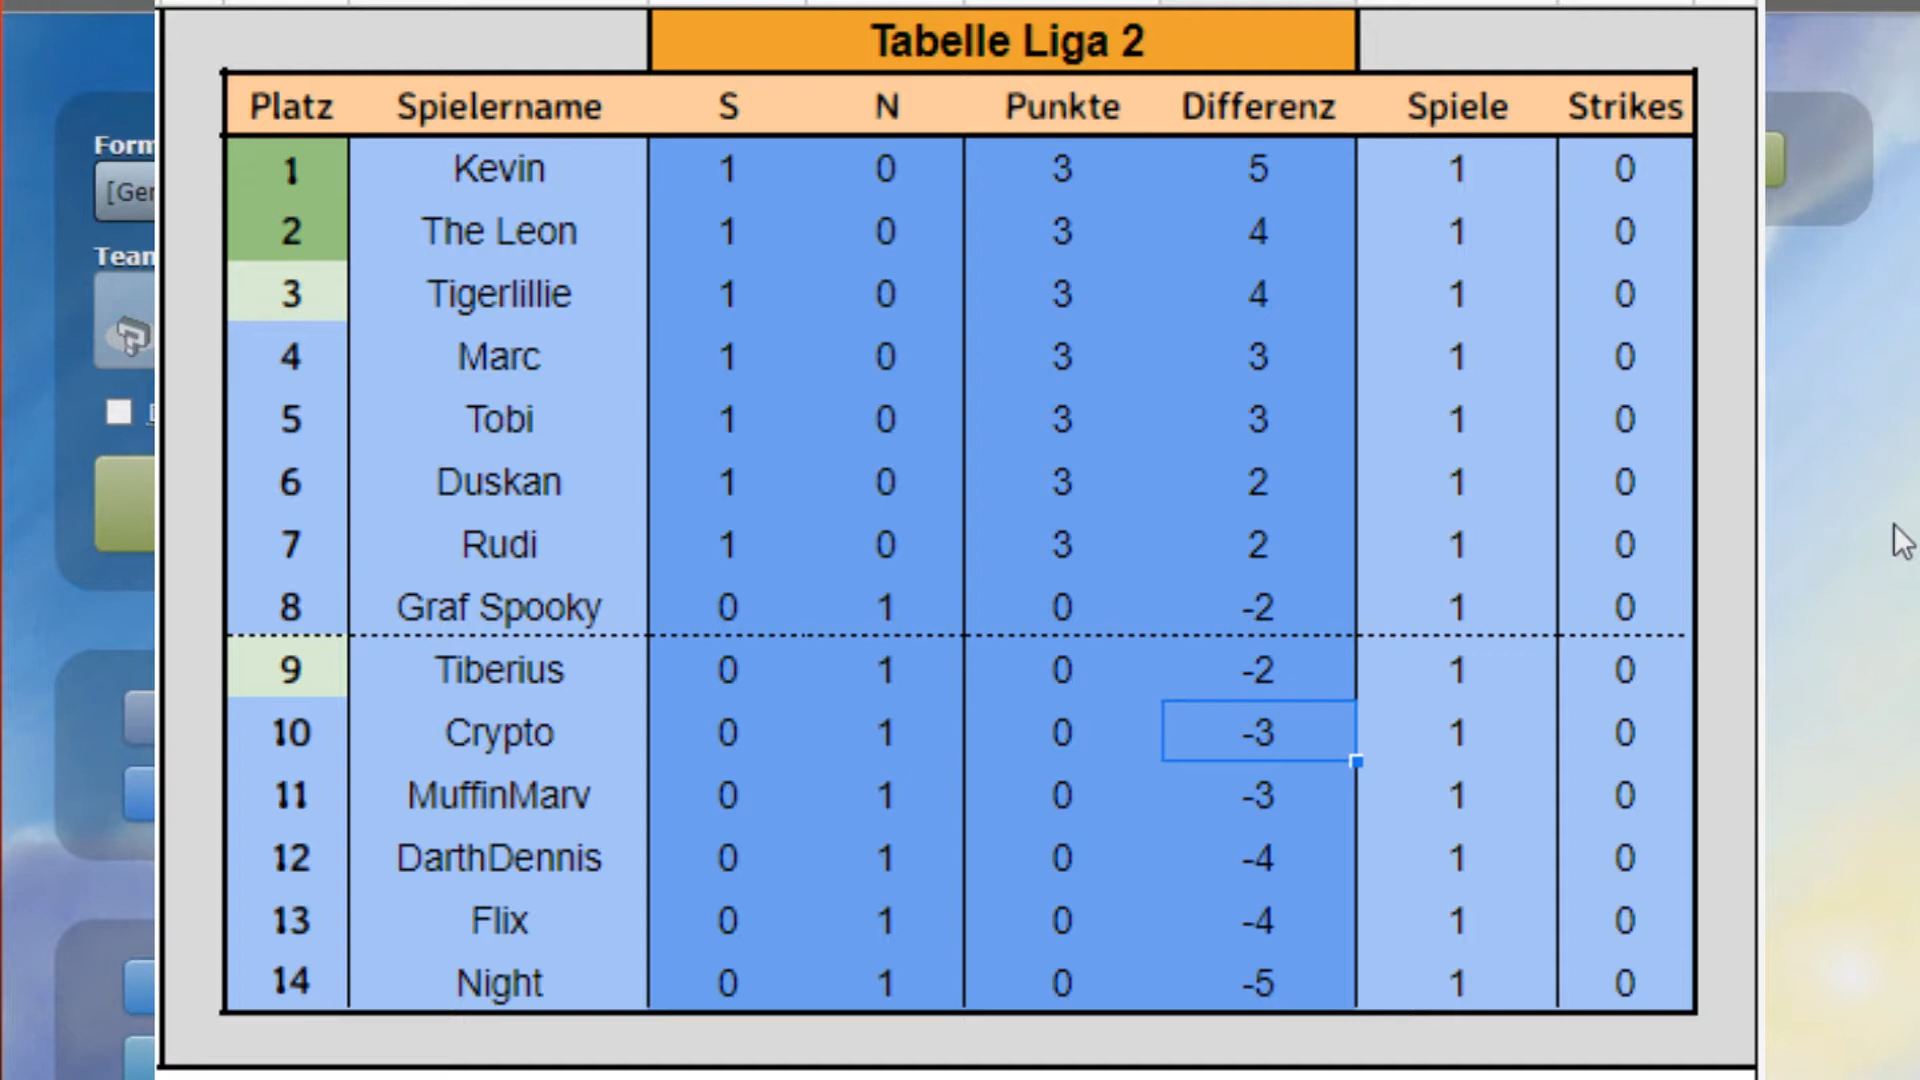 Tabelle Liga 2
Platz Spielername S N Punkte Differenz Spiele Strikes
1 Kevin 1 0 3 5 1 0
2 The Leon 1 0 3 4 1 0
3 Tigerlillie 1 0 3 4 1 0
4 Marc 1 0 3 3 1 0
5 Tobi 1 0 3 3 1 0
6 Duskan 1 0 3 2 1 0
7 Rudi 1 0 3 2 1 0
8 Graf Spooky 0 1 0 -2 1 0
9 Tiberius 0 1 0 -2 1 0
10 Crypto 0 1 0 -3 1 0
11 MuffinMarv 0 1 0 -3 1 0
12 DarthDennis 0 1 0 -4 1 0
13 Flix 0 1 0 -4 1 0
14 Night 0 1 0 -5 1 0
Form
[Ger
Team